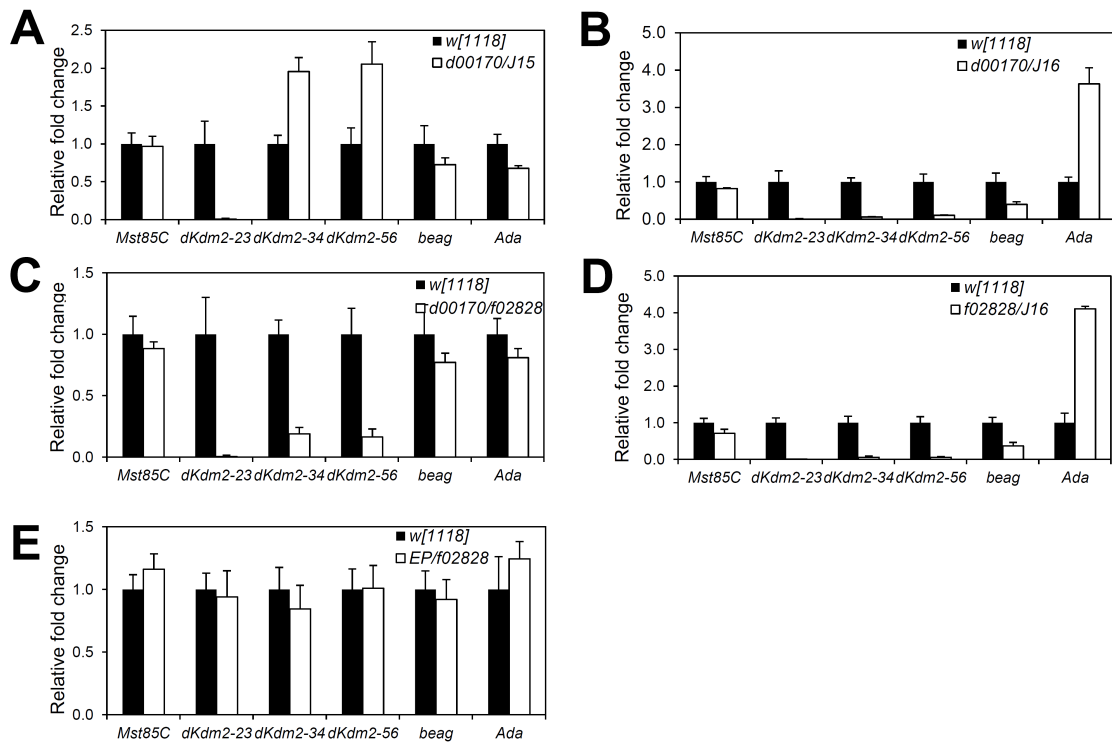 A
Relative fold change
2.5
2.0
1.5
1.0
0.5
0.0
w[1118]
d00170/J15
Mst85C dKdm2-23 dKdm2-34 dKdm2-56 beag Ada
B
Relative fold change
5.0
4.0
3.0
2.0
1.0
0.0
w[1118]
d00170/J16
Mst85C dKdm2-23 dKdm2-34 dKdm2-56 beag Ada
C
Relative fold change
1.5
1.0
0.5
0.0
w[1118]
d00170/f02828
Mst85C dKdm2-23 dKdm2-34 dKdm2-56 beag Ada
D
Relative fold change
5.0
4.0
3.0
2.0
1.0
0.0
w[1118]
f02828/J16
Mst85C dKdm2-23 dKdm2-34 dKdm2-56 beag Ada
E
Relative fold change
1.5
1.0
0.5
0.0
w[1118]
EP/f02828
Mst85C dKdm2-23 dKdm2-34 dKdm2-56 beag Ada